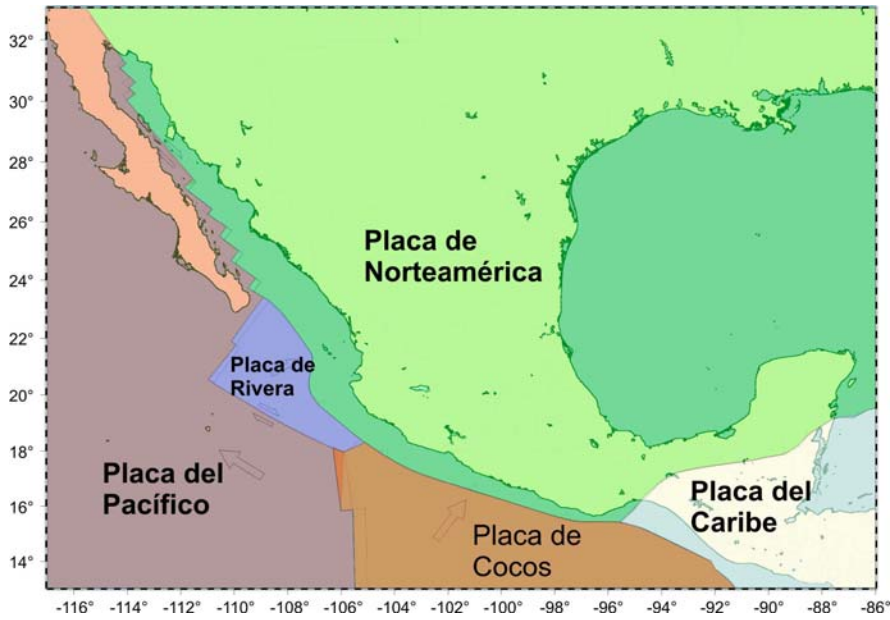 32°
30°
28°
26°
24°
22°
20°
18°
16°
14°
Placa de
Norteamérica
Placa de
Rivera
Placa del
Pacífico
Placa del
Caribe
Placa de
Cocos
-116° -114° -112° -110° -108° -106° -104° -102° -100° -98° -96° -94° -92° -90° -88° -86°